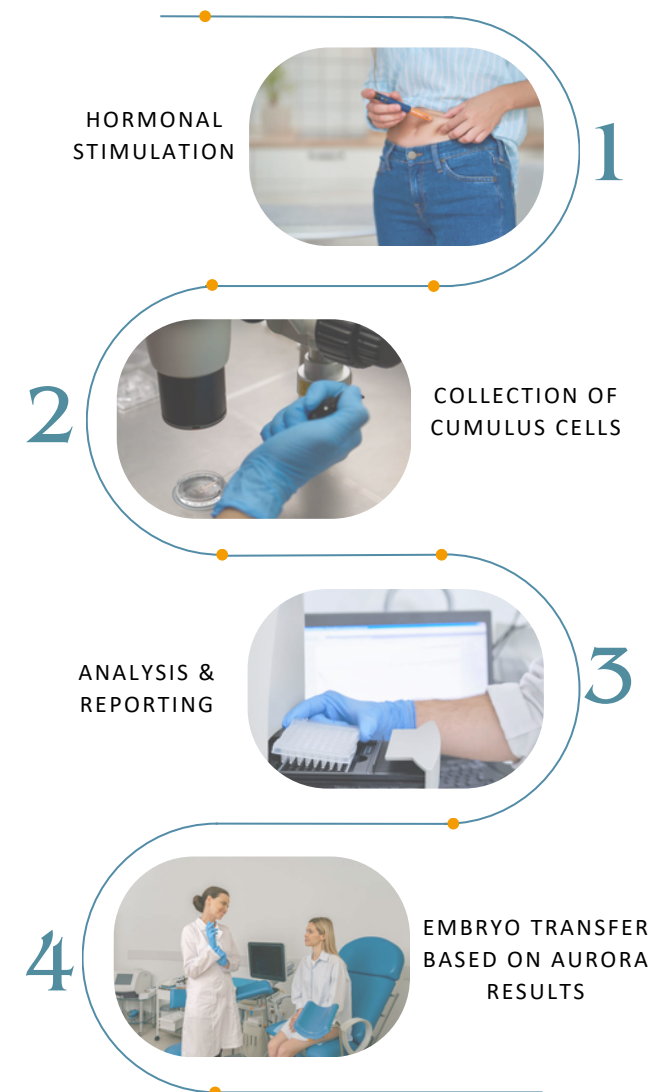 HORMONAL
STIMULATION
1
2
COLLECTION OF
CUMULUS CELLS
ANALYSIS &
REPORTING
3
4
EMBRYO TRANSFER
BASED ON AURORA
RESULTS